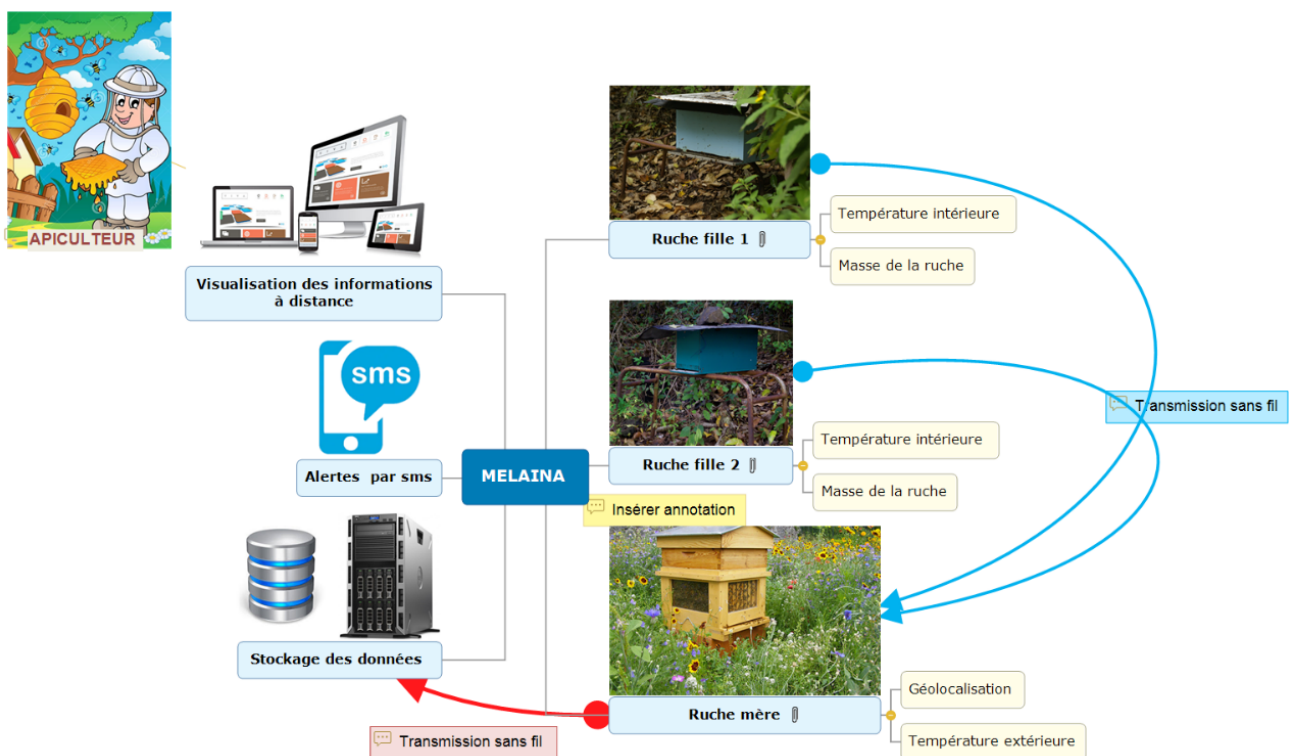 APICULTEUR
Visualisation des informations
à distance
sms
Alertes  par sms
MELAINA
Stockage des données
Transmission sans fil
Ruche fille 1
Température intérieure
Masse de la ruche
Ruche fille 2
Température intérieure
Masse de la ruche
Insérer annotation
Transmission sans fil
Ruche mère
Géolocalisation
Température extérieure